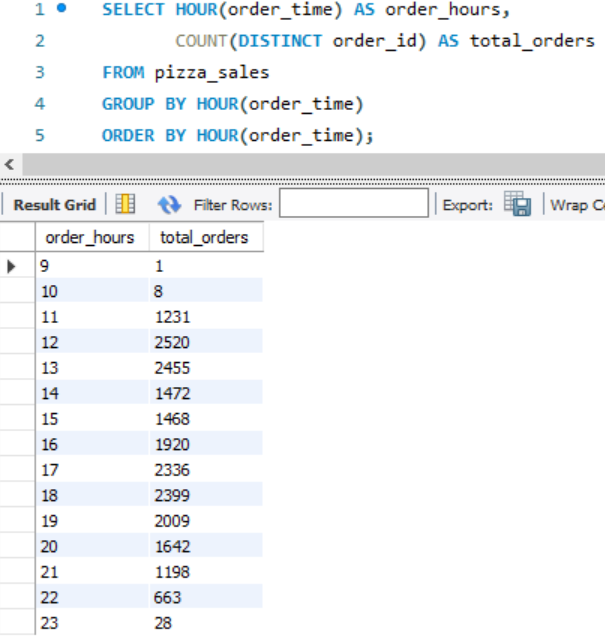 1 SELECT HOUR(order_time) AS order_hours,
2 COUNT(DISTINCT order_id) AS total_orders
3 FROM pizza_sales
4 GROUP BY HOUR(order_time)
5 ORDER BY HOUR(order_time);
Result Grid Filter Rows: Export: Wrap C
order_hours total_orders
9 1
10 8
11 1231
12 2520
13 2455
14 1472
15 1468
16 1920
17 2336
18 2399
19 2009
20 1642
21 1198
22 663
23 28